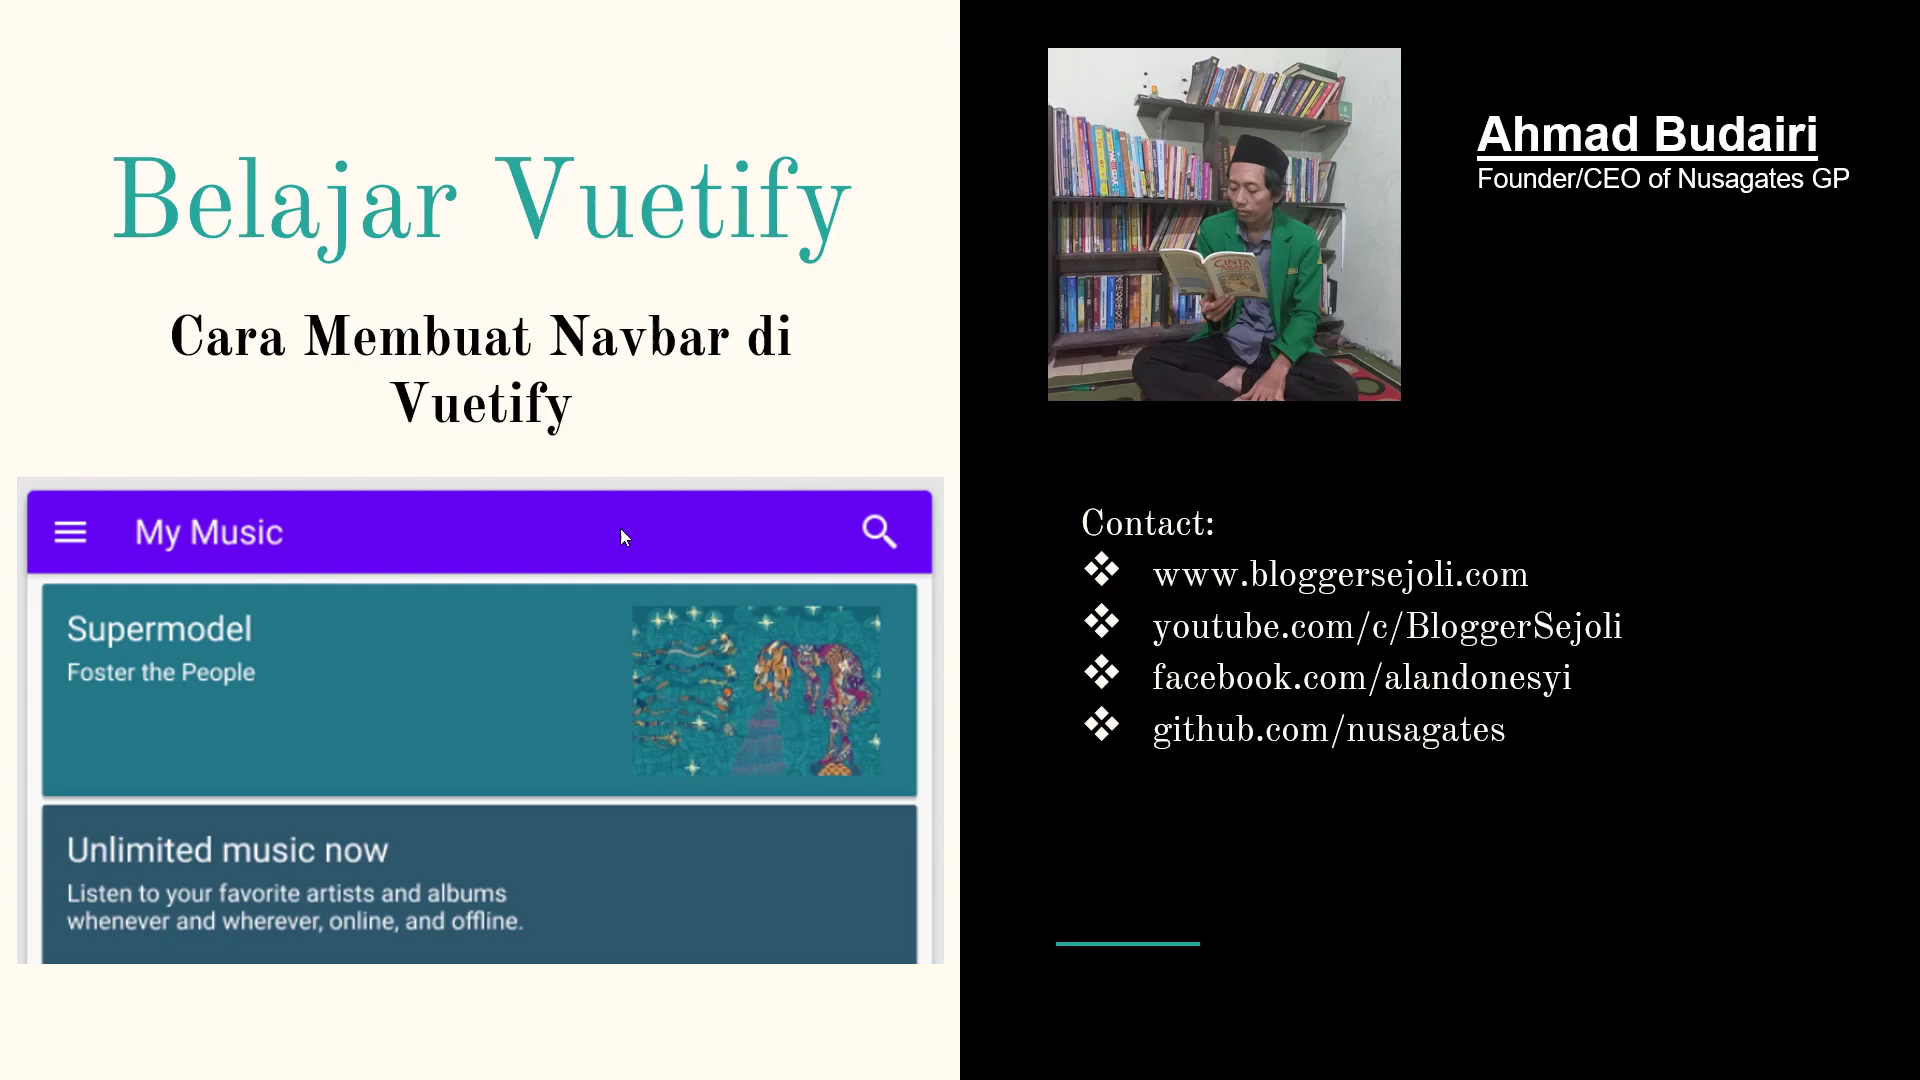 Belajar Vuetify
Cara Membuat Navbar di
Vuetify
My Music
Supermodel
Foster the People
Unlimited music now
Listen to your favorite artists and albums
whenever and wherever, online, and offline.
CINTA
ABADI
Ahmad Budairi
Founder/CEO of Nusagates GP
Contact:
❖ www.bloggersejoli.com
❖ youtube.com/c/BloggerSejoli
❖ facebook.com/alandonesyi
❖ github.com/nusagates